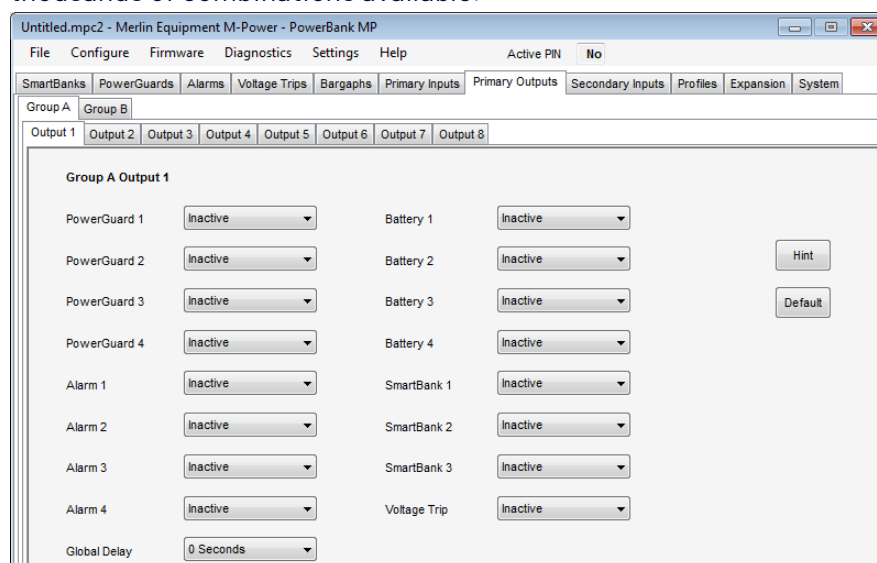 thousands of combinations available.
Untitled.mpc2 - Merlin Equipment M-Power - PowerBank MP
File Configure Firmware Diagnostics Settings Help Active PIN No
SmartBanks PowerGuards Alarms Voltage Trips Bargaphs Primary Inputs Primary Outputs Secondary Inputs Profiles Expansion System
Group A Group B
Output 1 Output 2 Output 3 Output 4 Output 5 Output 6 Output 7 Output 8
Group A Output 1
PowerGuard 1 Inactive Battery 1 Inactive
PowerGuard 2 Inactive Battery 2 Inactive Hint
PowerGuard 3 Inactive Battery 3 Inactive Default
PowerGuard 4 Inactive Battery 4 Inactive
Alarm 1 Inactive SmartBank 1 Inactive
Alarm 2 Inactive SmartBank 2 Inactive
Alarm 3 Inactive SmartBank 3 Inactive
Alarm 4 Inactive Voltage Trip Inactive
Global Delay 0 Seconds